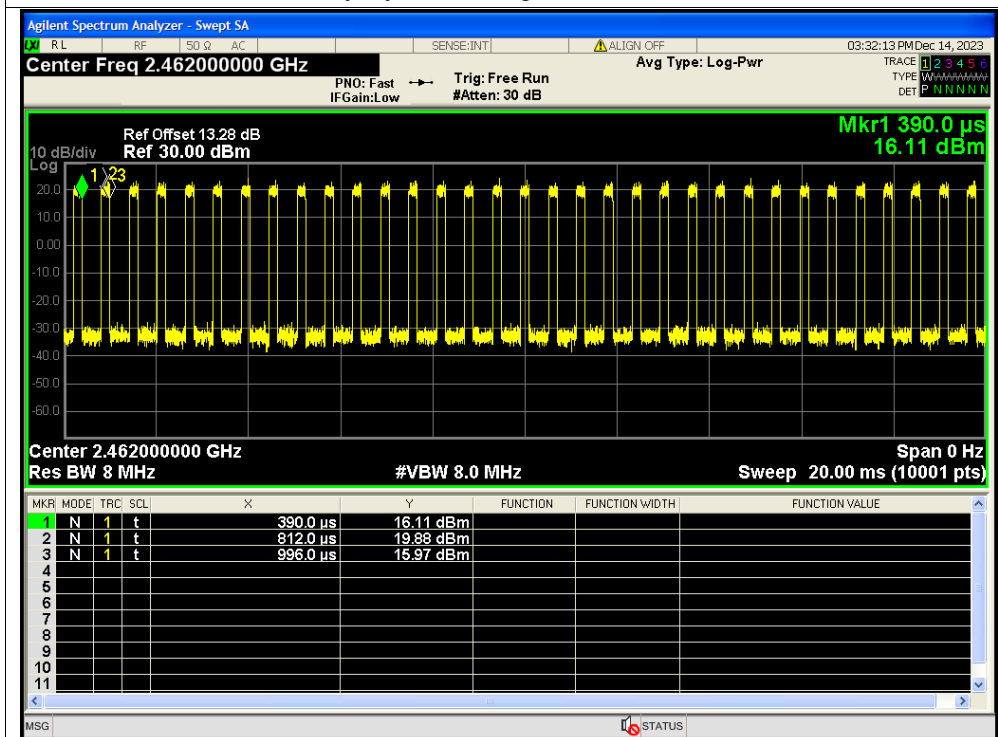 Agilent Spectrum Analyzer - Swept SA
LXI RL RF 50 Ω AC SENSE:INT ALIGN OFF 03:32:13 PM Dec 14, 2023
Center Freq 2.462000000 GHz Avg Type: Log-Pwr TRACE 1 2 3 4 5 6
PNO: Fast Trig: Free Run TYPE WWWWWW
IFGain:Low #Atten: 30 dB DET P N N N N N
Mkr1 390.0 µs
Ref Offset 13.28 dB
10 dB/div Ref 30.00 dBm 16.11 dBm
Log
1 2 3
20.0
10.0
0.00
-10.0
-20.0
-30.0
-40.0
-50.0
-60.0
Center 2.462000000 GHz Span 0 Hz
Res BW 8 MHz #VBW 8.0 MHz Sweep 20.00 ms (10001 pts)
MKR MODE TRC SCL X Y FUNCTION FUNCTION WIDTH FUNCTION VALUE
1 N 1 t 390.0 µs 16.11 dBm
2 N 1 t 812.0 µs 19.88 dBm
3 N 1 t 996.0 µs 15.97 dBm
4
5
6
7
8
9
10
11
MSG STATUS